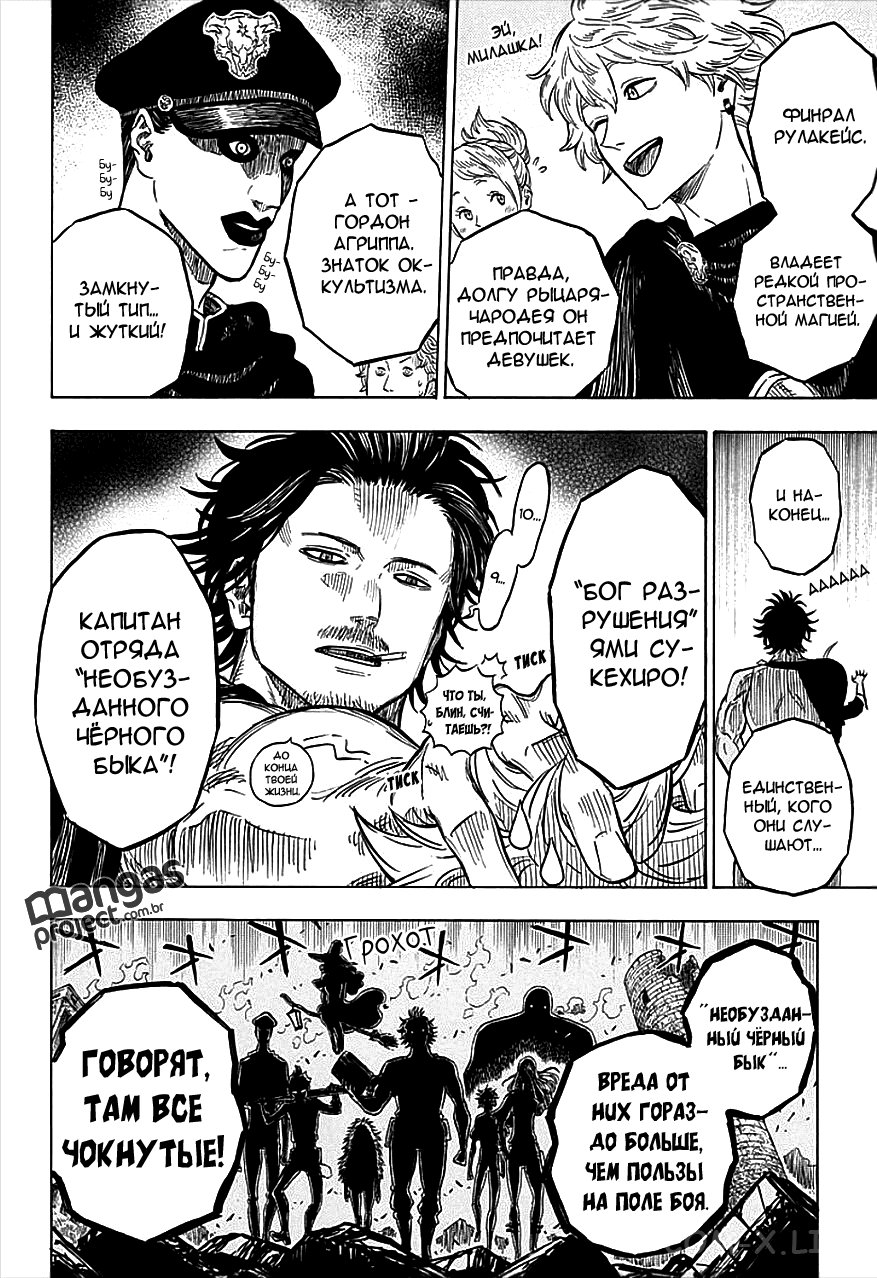 ЭЙ,
МИЛАШКА!
ФИНРАЛ
РУЛАКЕЙС.
ВЛАДЕЕТ
РЕДКОЙ ПРО-
СТРАНСТВЕН-
НОЙ МАГИЕЙ.
ПРАВДА,
ДОЛГУ РЫЦАРЯ-
ЧАРОДЕЯ ОН
ПРЕДПОЧИТАЕТ
ДЕВУШЕК.
БУ-
БУ-
БУ
А ТОТ -
ГОРДОН
АГРИППА.
ЗНАТОК ОК-
КУЛЬТИЗМА.
БУ-
БУ-
БУ
ЗАМКНУ-
ТЫЙ ТИП...
И ЖУТКИЙ!
И НА-
КОНЕЦ...
АААААА
ЕДИНСТВЕН-
НЫЙ, КОГО
ОНИ СЛУ-
ШАЮТ...
"БОГ РАЗ-
РУШЕНИЯ"
ЯМИ СУ-
КЕХИРО!
10...
9...
ТИСК
ЧТО ТЫ,
БЛИН, СЧИ-
ТАЕШЬ?!
ТИСК
ДО
КОНЦА
ТВОЕЙ
ЖИЗНИ.
КАПИТАН
ОТРЯДА
"НЕОБУЗ-
ДАННОГО
ЧЁРНОГО
БЫКА"!
mangas
project.com.br
ГРОХОТ
"НЕОБУЗДАН-
НЫЙ ЧЁРНЫЙ
БЫК"...
ВРЕДА ОТ
НИХ ГОРАЗ-
ДО БОЛЬШЕ,
ЧЕМ ПОЛЬЗЫ
НА ПОЛЕ БОЯ.
ГОВОРЯТ,
ТАМ ВСЕ
ЧОКНУТЫЕ!